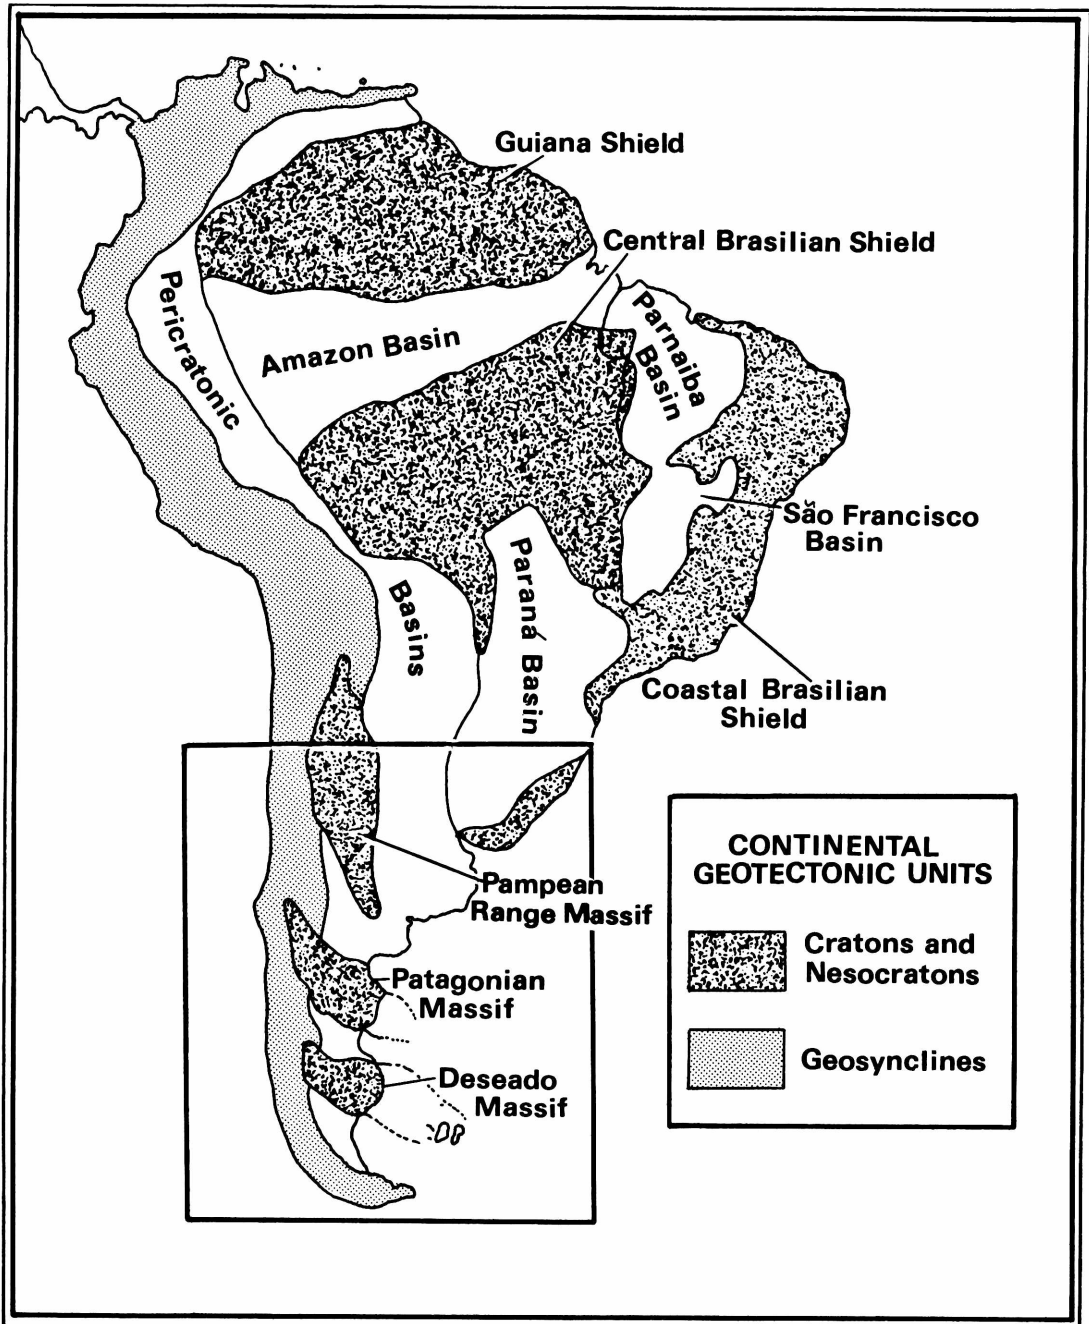 Guiana Shield
Central Brasilian Shield
Pericratonic
Amazon Basin
Parnaiba
Basin
São Francisco
Basin
Basins
Paraná Basin
Coastal Brasilian
Shield
Pampean
Range Massif
Patagonian
Massif
Deseado
Massif
CONTINENTAL
GEOTECTONIC UNITS
Cratons and
Nesocratons
Geosynclines